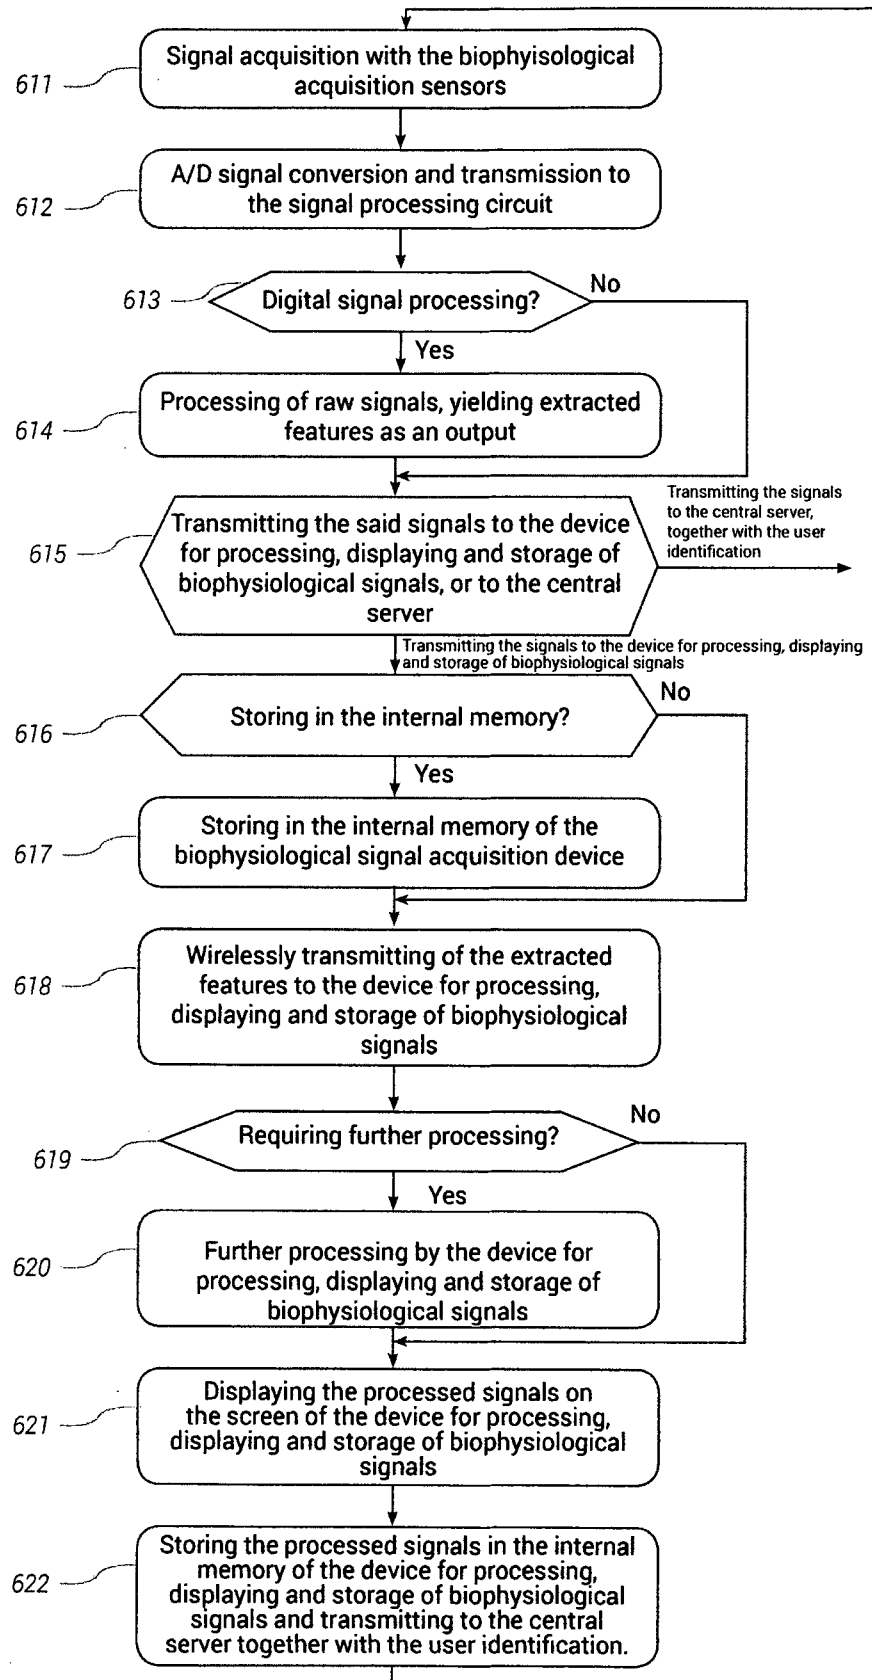 611
Signal acquisition with the biophyisological
acquisition sensors
612
A/D signal conversion and transmission to
the signal processing circuit
613
Digital signal processing?
No
Yes
614
Processing of raw signals, yielding extracted
features as an output
615
Transmitting the said signals to the device
for processing, displaying and storage of
biophysiological signals, or to the central
server
Transmitting the signals
to the central server,
together with the user
identification
Transmitting the signals to the device for processing, displaying
and storage of biophysiological signals
616
Storing in the internal memory?
No
Yes
617
Storing in the internal memory of the
biophysiological signal acquisition device
618
Wirelessly transmitting of the extracted
features to the device for processing,
displaying and storage of biophysiological
signals
619
Requiring further processing?
No
Yes
620
Further processing by the device for
processing, displaying and storage of
biophysiological signals
621
Displaying the processed signals on
the screen of the device for processing,
displaying and storage of biophysiological
signals
622
Storing the processed signals in the internal
memory of the device for processing,
displaying and storage of biophysiological
signals and transmitting to the central
server together with the user identification.